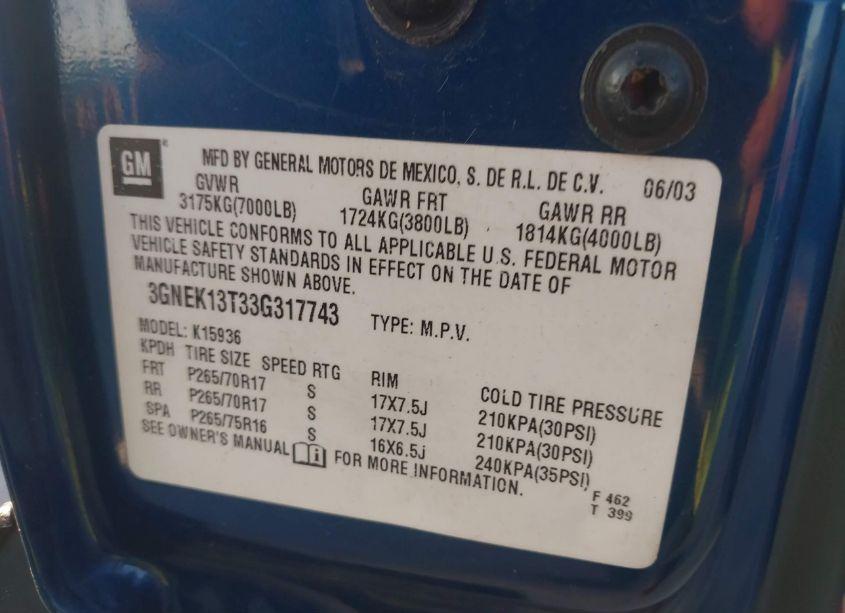 GM
MFD BY GENERAL MOTORS DE MEXICO, S. DE R.L. DE C.V. 06/03
GVWR GAWR FRT GAWR RR
3175KG(7000LB) 1724KG(3800LB) 1814KG(4000LB)
THIS VEHICLE CONFORMS TO ALL APPLICABLE U.S. FEDERAL MOTOR
VEHICLE SAFETY STANDARDS IN EFFECT ON THE DATE OF
MANUFACTURE SHOWN ABOVE.
3GNEK13T33G317743 TYPE: M.P.V.
MODEL: K15936
KPDH TIRE SIZE SPEED RTG RIM COLD TIRE PRESSURE
FRT P265/70R17 S 17X7.5J 210KPA(30PSI)
RR P265/70R17 S 17X7.5J 210KPA(30PSI)
SPA P265/75R16 S 16X6.5J 240KPA(35PSI)
SEE OWNER'S MANUAL FOR MORE INFORMATION.
F 462
T 399